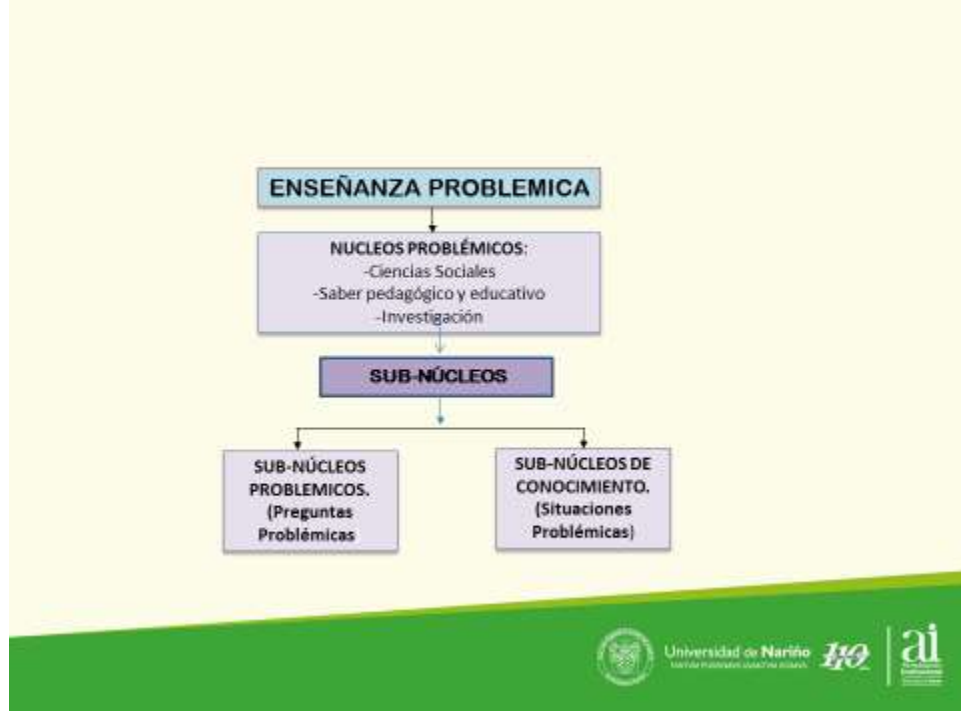 ENSEÑANZA PROBLEMICA
NUCLEOS PROBLÉMICOS:
-Ciencias Sociales
-Saber pedagógico y educativo
-Investigación
SUB-NÚCLEOS
SUB-NÚCLEOS
PROBLEMICOS.
(Preguntas
Problémicas
SUB-NÚCLEOS DE
CONOCIMIENTO.
(Situaciones
Problémicas)
Universidad de Nariño
ai